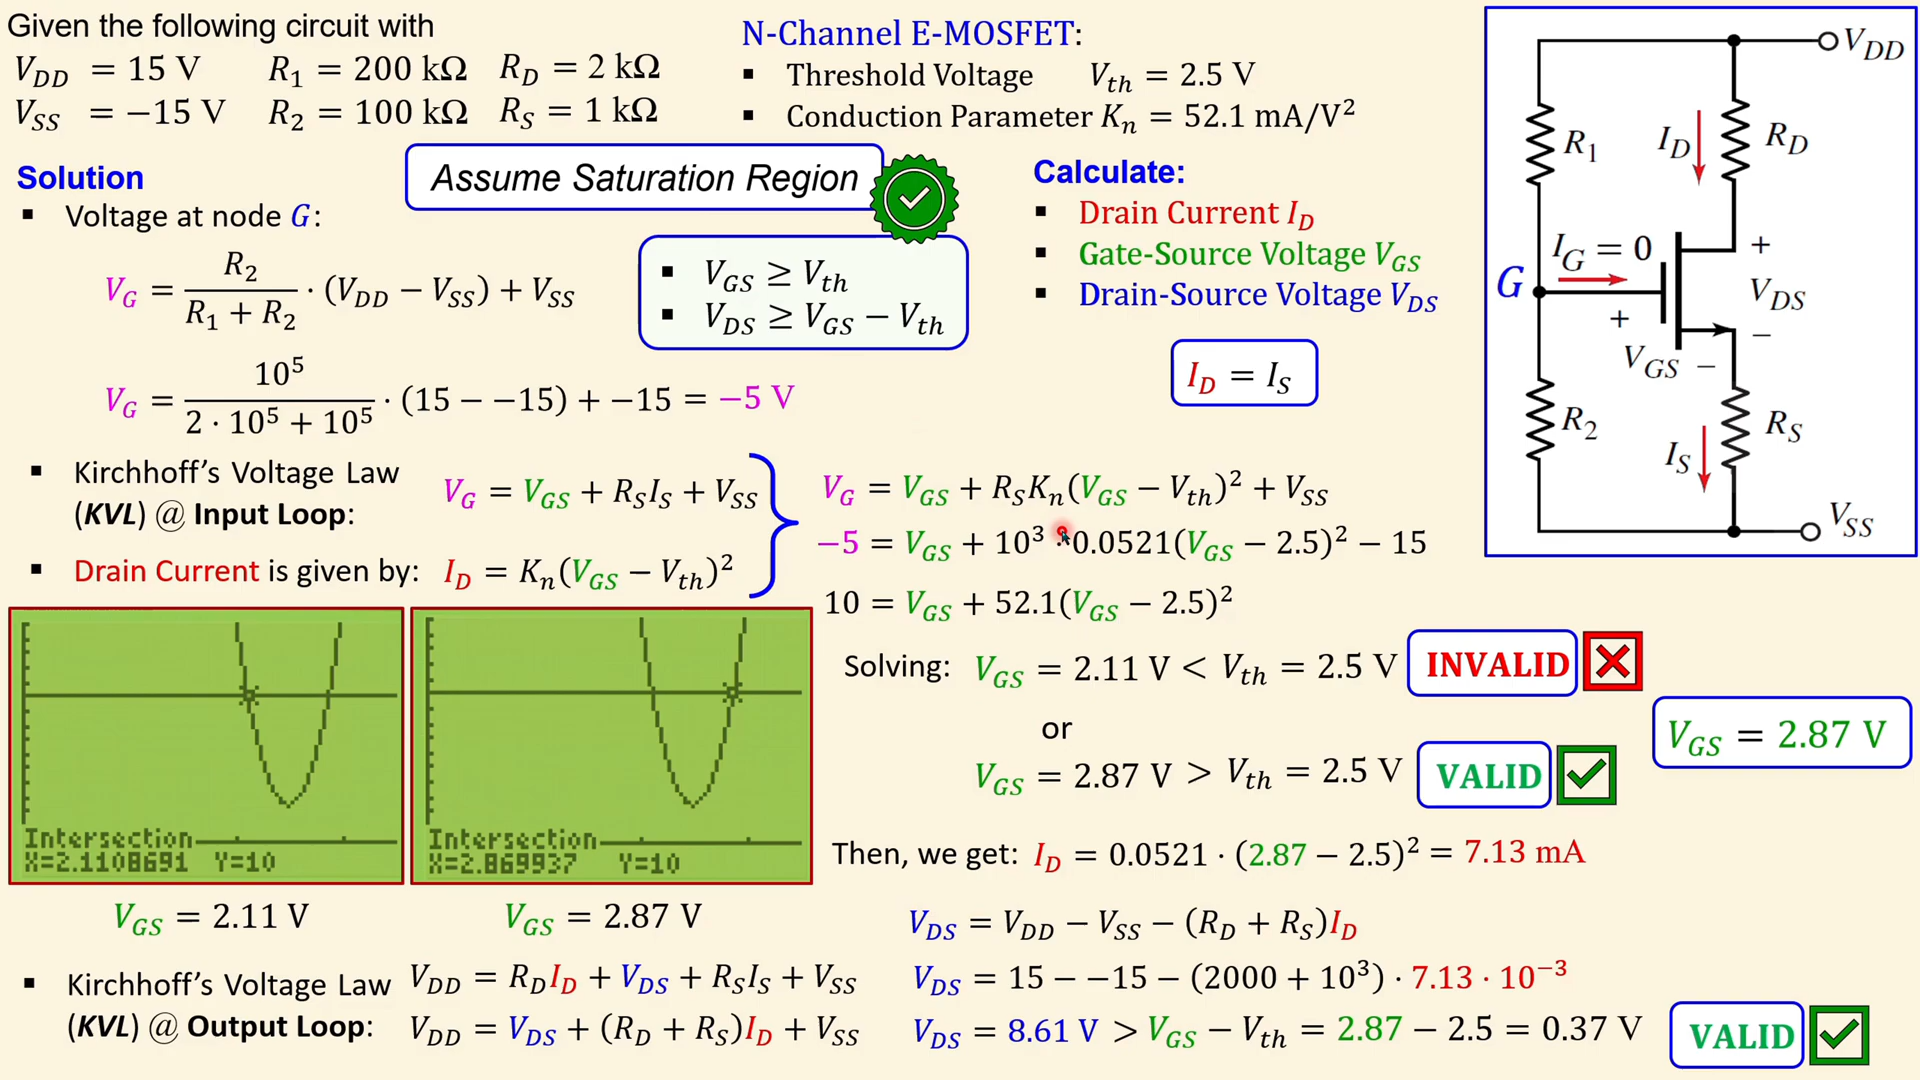 Given the following circuit with
V_DD = 15 V R_1 = 200 kΩ R_D = 2 kΩ
V_SS = −15 V R_2 = 100 kΩ R_S = 1 kΩ
N-Channel E-MOSFET:
▪ Threshold Voltage V_th = 2.5 V
▪ Conduction Parameter K_n = 52.1 mA/V²
Solution
Assume Saturation Region
▪ Voltage at node G:
V_G = R_2 / (R_1 + R_2) · (V_DD − V_SS) + V_SS
V_G = 10⁵ / (2 · 10⁵ + 10⁵) · (15 − −15) + −15 = −5 V
▪ V_GS ≥ V_th
▪ V_DS ≥ V_GS − V_th
Calculate:
▪ Drain Current I_D
▪ Gate-Source Voltage V_GS
▪ Drain-Source Voltage V_DS
I_D = I_S
▪ Kirchhoff's Voltage Law
(KVL) @ Input Loop:
V_G = V_GS + R_S I_S + V_SS
▪ Drain Current is given by: I_D = K_n(V_GS − V_th)²
V_G = V_GS + R_S K_n(V_GS − V_th)² + V_SS
−5 = V_GS + 10³ · 0.0521(V_GS − 2.5)² − 15
10 = V_GS + 52.1(V_GS − 2.5)²
Solving: V_GS = 2.11 V < V_th = 2.5 V INVALID
or
V_GS = 2.87 V > V_th = 2.5 V VALID
V_GS = 2.87 V
Intersection
X=2.1108691 Y=10
Intersection
X=2.869937 Y=10
V_GS = 2.11 V
V_GS = 2.87 V
Then, we get: I_D = 0.0521 · (2.87 − 2.5)² = 7.13 mA
▪ Kirchhoff's Voltage Law
(KVL) @ Output Loop:
V_DD = R_D I_D + V_DS + R_S I_S + V_SS
V_DD = V_DS + (R_D + R_S)I_D + V_SS
V_DS = V_DD − V_SS − (R_D + R_S)I_D
V_DS = 15 − −15 − (2000 + 10³) · 7.13 · 10⁻³
V_DS = 8.61 V > V_GS − V_th = 2.87 − 2.5 = 0.37 V VALID
V_DD
R_1
I_D
R_D
I_G = 0
G
+
V_DS
−
+
V_GS −
R_2
R_S
I_S
V_SS